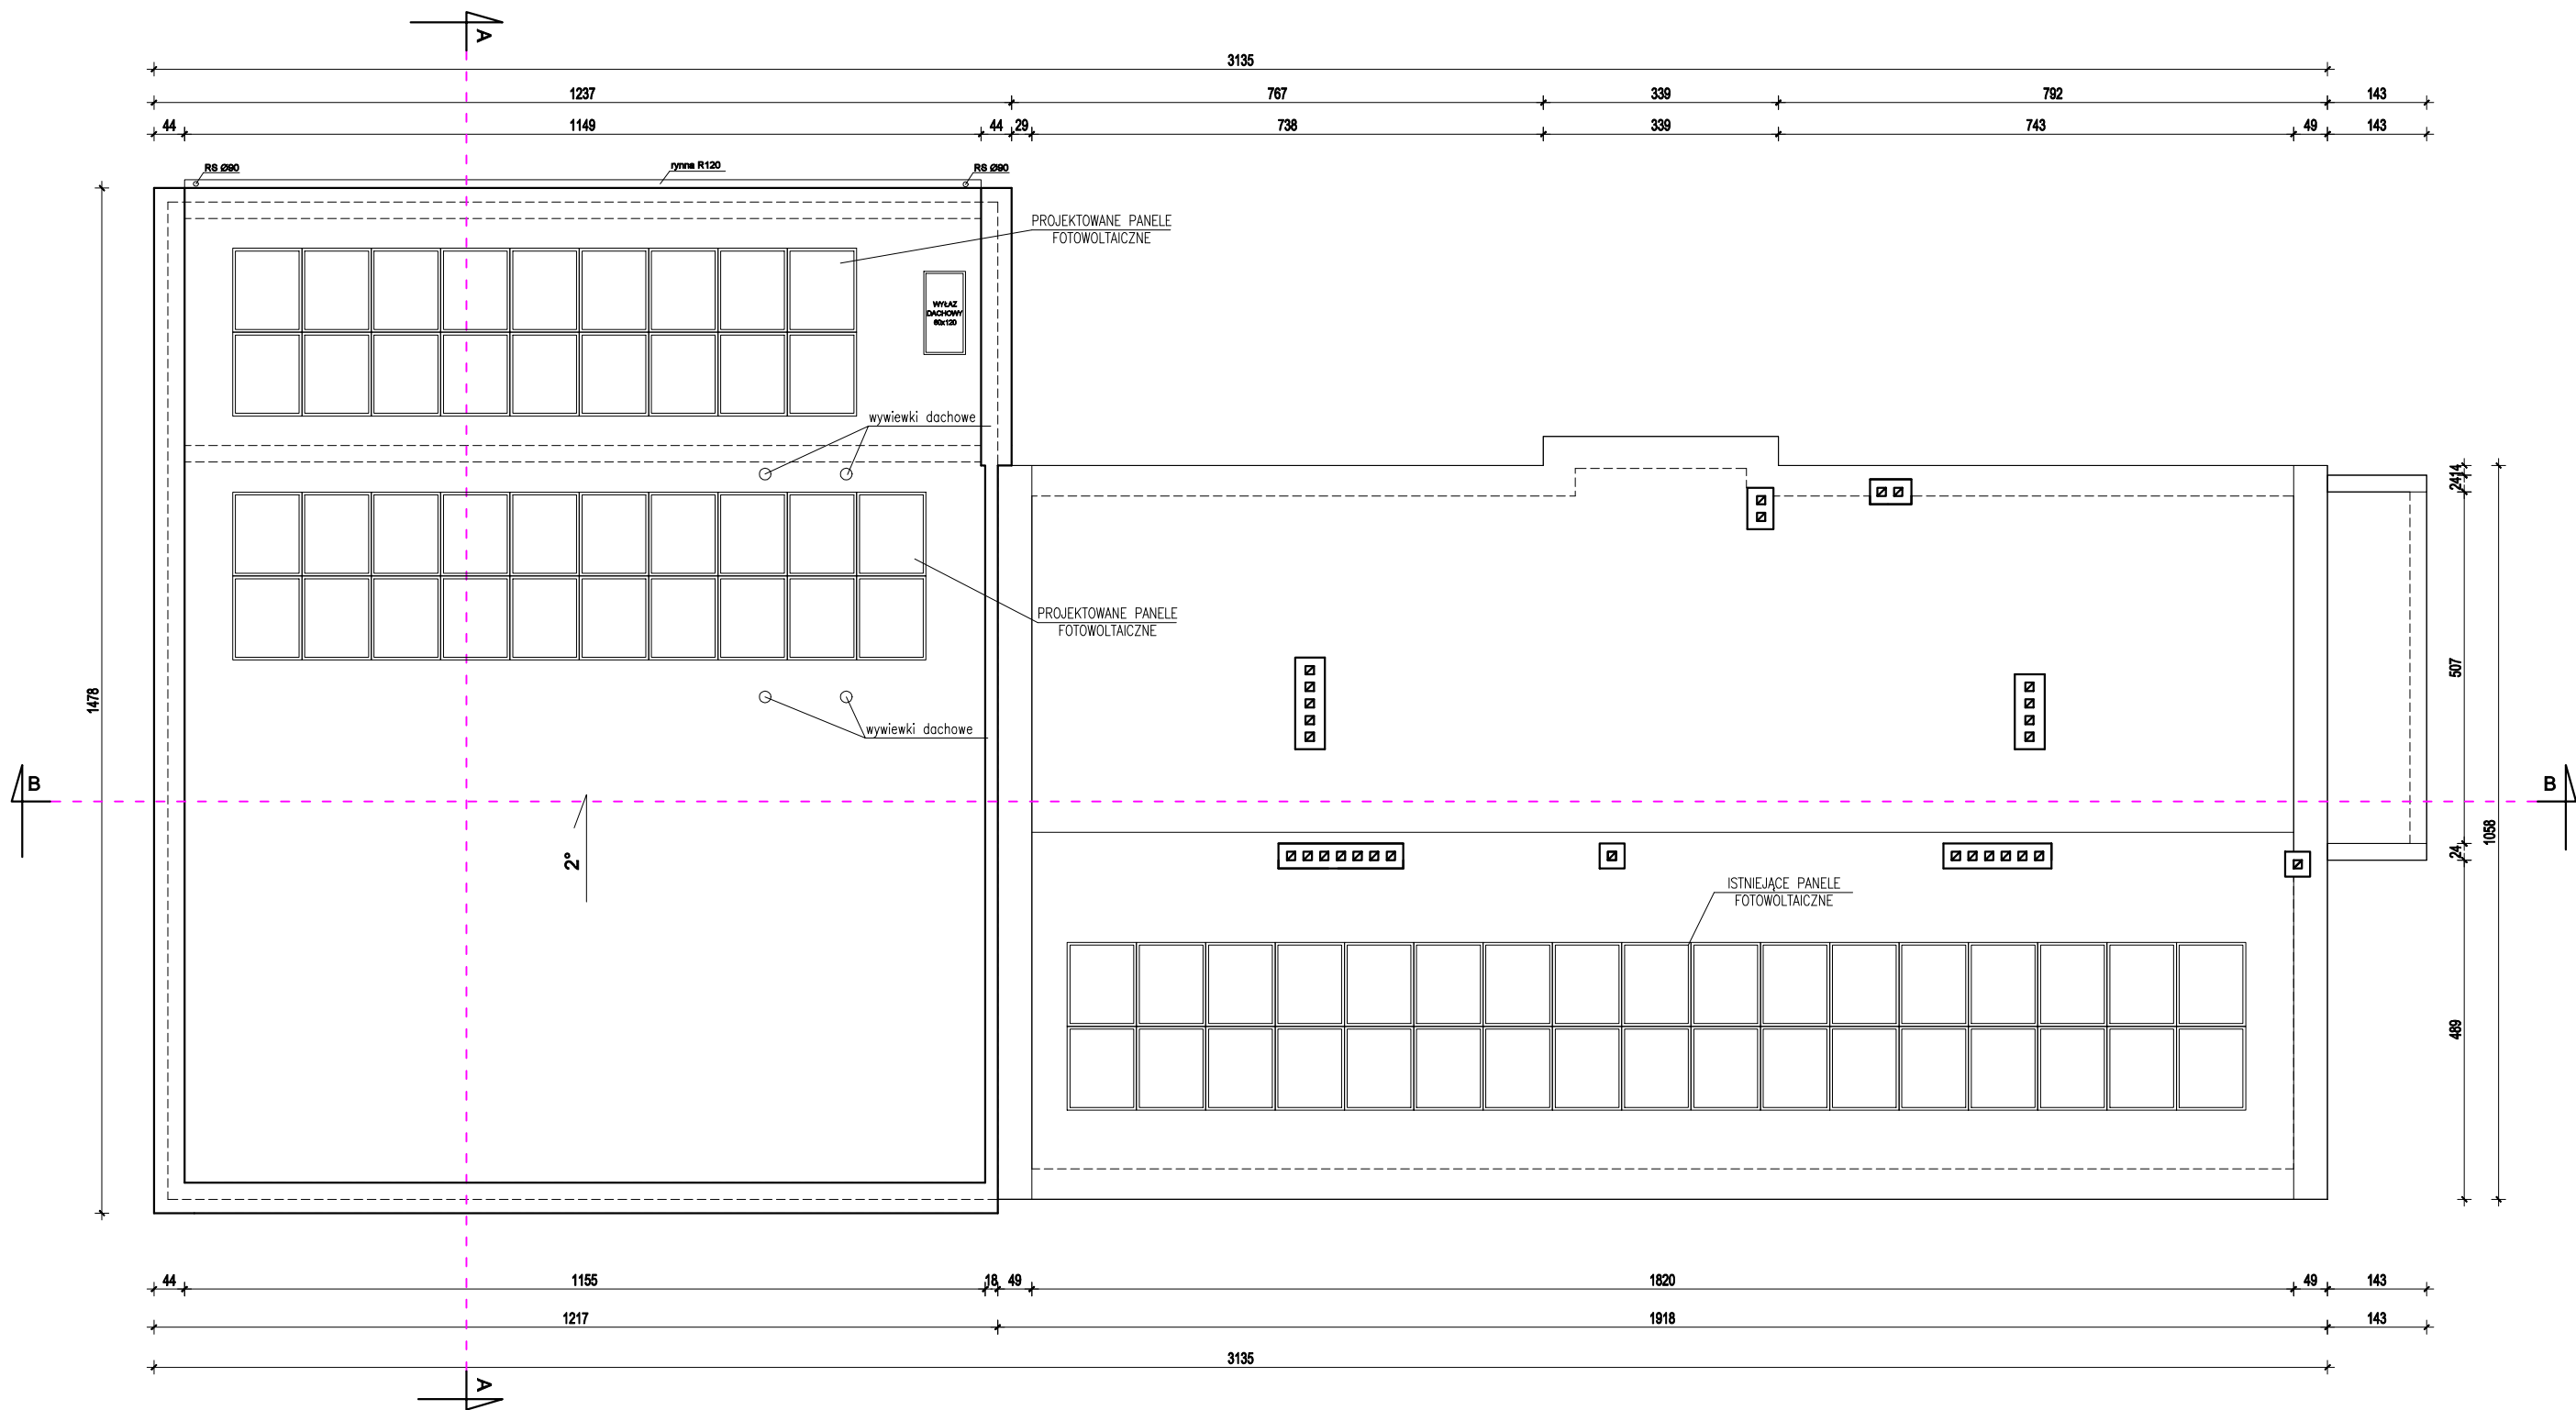 A
3135
1237 767 339 792 143
44 1149 44 29 738 339 743 49 143
RS Ø90
rynna R120
RS Ø90
PROJEKTOWANE PANELE
FOTOWOLTAICZNE
WYŁAZ
DACHOWY
60x120
wywiewki dachowe
PROJEKTOWANE PANELE
FOTOWOLTAICZNE
wywiewki dachowe
1478
B
B
2°
ISTNIEJĄCE PANELE
FOTOWOLTAICZNE
14
24
507
24
489
1058
44 1155 18 49 1820 49 143
1217 1918 143
3135
A